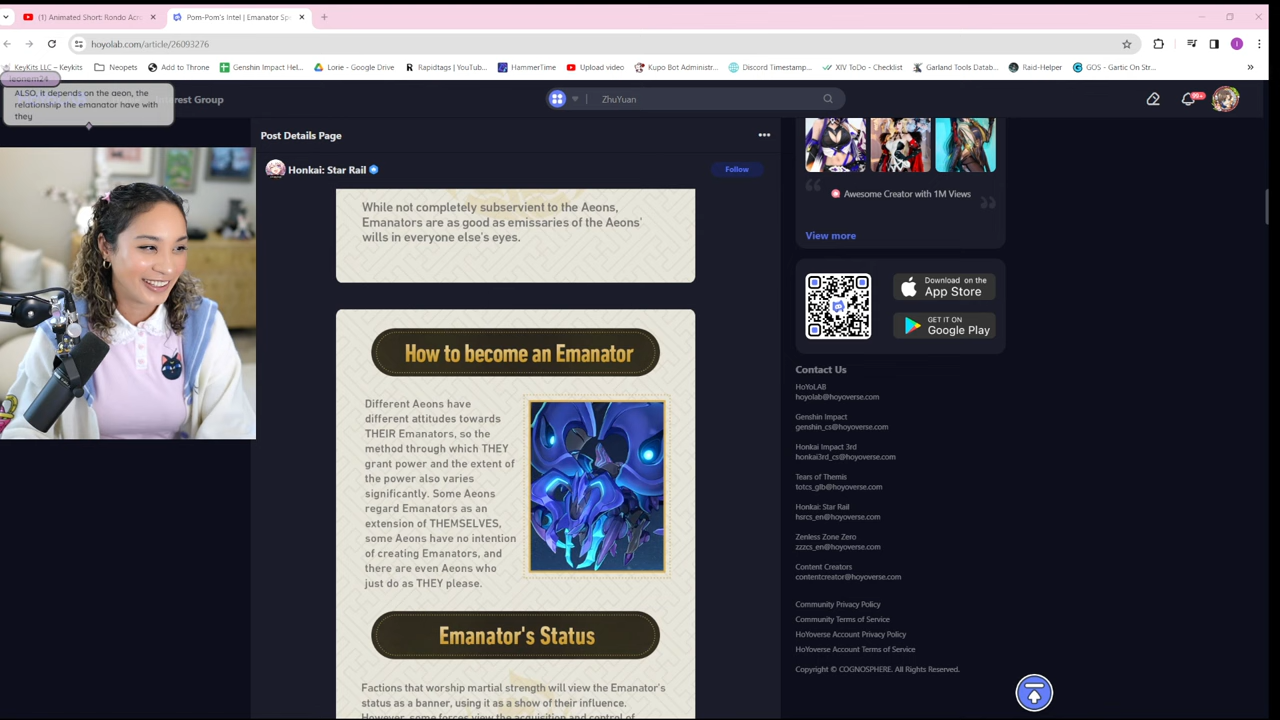 (1) Animated Short: Rondo Acro
Pom-Pom's Intel | Emanator Spe
hoyolab.com/article/26093276
KeyKits LLC – Keykits
Neopets
Add to Throne
Genshin Impact Hel...
Lorie - Google Drive
Rapidtags | YouTub...
HammerTime
Upload video
Kupo Bot Administr...
Discord Timestamp...
XIV ToDo - Checklist
Garland Tools Datab...
Raid-Helper
GOS - Gartic On Str...
ALSO, it depends on the aeon, the
relationship the emanator have with
they
erest Group
ZhuYuan
99+
Post Details Page
Honkai: Star Rail
Follow
While not completely subservient to the Aeons,
Emanators are as good as emissaries of the Aeons'
wills in everyone else's eyes.
How to become an Emanator
Different Aeons have
different attitudes towards
THEIR Emanators, so the
method through which THEY
grant power and the extent of
the power also varies
significantly. Some Aeons
regard Emanators as an
extension of THEMSELVES,
some Aeons have no intention
of creating Emanators, and
there are even Aeons who
just do as THEY please.
Emanator's Status
Factions that worship martial strength will view the Emanator's
status as a banner, using it as a show of their influence.
However, some forces view the acquisition and control of
Awesome Creator with 1M Views
View more
Download on the
App Store
GET IT ON
Google Play
Contact Us
HoYoLAB
hoyolab@hoyoverse.com
Genshin Impact
genshin_cs@hoyoverse.com
Honkai Impact 3rd
honkai3rd_cs@hoyoverse.com
Tears of Themis
totcs_glb@hoyoverse.com
Honkai: Star Rail
hsrcs_en@hoyoverse.com
Zenless Zone Zero
zzzcs_en@hoyoverse.com
Content Creators
contentcreator@hoyoverse.com
Community Privacy Policy
Community Terms of Service
HoYoverse Account Privacy Policy
HoYoverse Account Terms of Service
Copyright © COGNOSPHERE. All Rights Reserved.